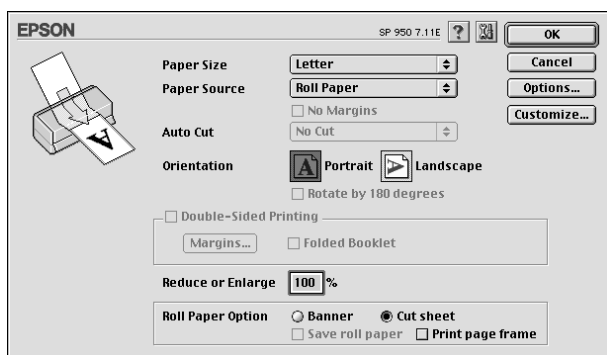 EPSON SP 950 7.11E ? OK
Paper Size Letter Cancel
Paper Source Roll Paper Options...
No Margins Customize...
Auto Cut No Cut
Orientation A Portrait A Landscape
Rotate by 180 degrees
Double-Sided Printing
Margins... Folded Booklet
Reduce or Enlarge 100 %
Roll Paper Option Banner Cut sheet
Save roll paper Print page frame
A